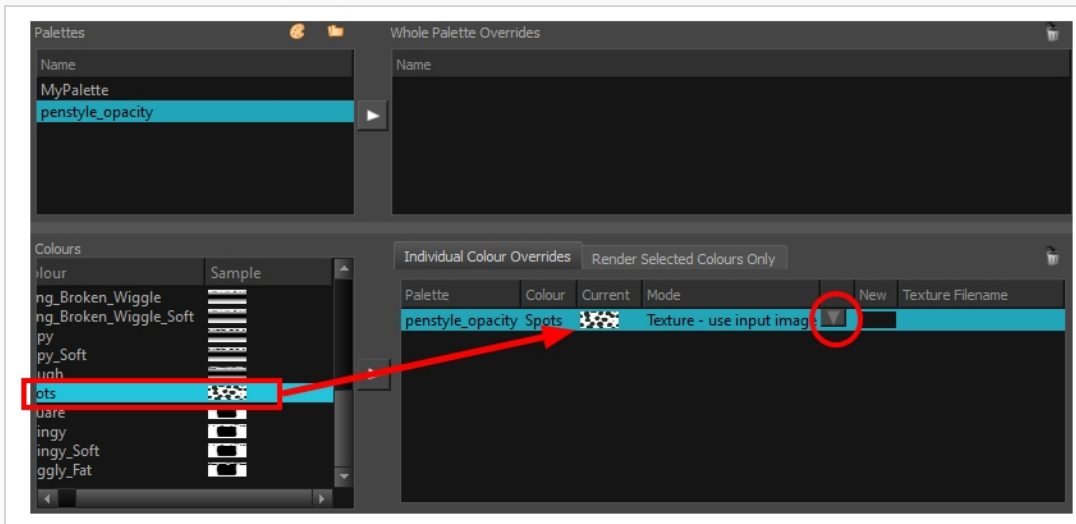 Palettes
Whole Palette Overrides
Name
Name
MyPalette
penstyle_opacity
Colours
Individual Colour Overrides
Render Selected Colours Only
lour
Sample
Palette
Colour
Current
Mode
New
Texture Filename
penstyle_opacity Spots
Texture - use input image
ng_Broken_Wiggle
ng_Broken_Wiggle_Soft
py
py_Soft
ugh
ots
uare
ingy
ingy_Soft
ggly_Fat